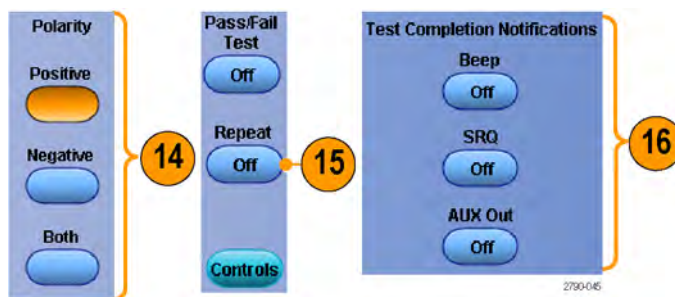 Polarity
Positive
Negative
Both
14
Pass/Fail
Test
Off
Repeat
Off
Controls
15
Test Completion Notifications
Beep
Off
SRQ
Off
AUX Out
Off
16
2790-045